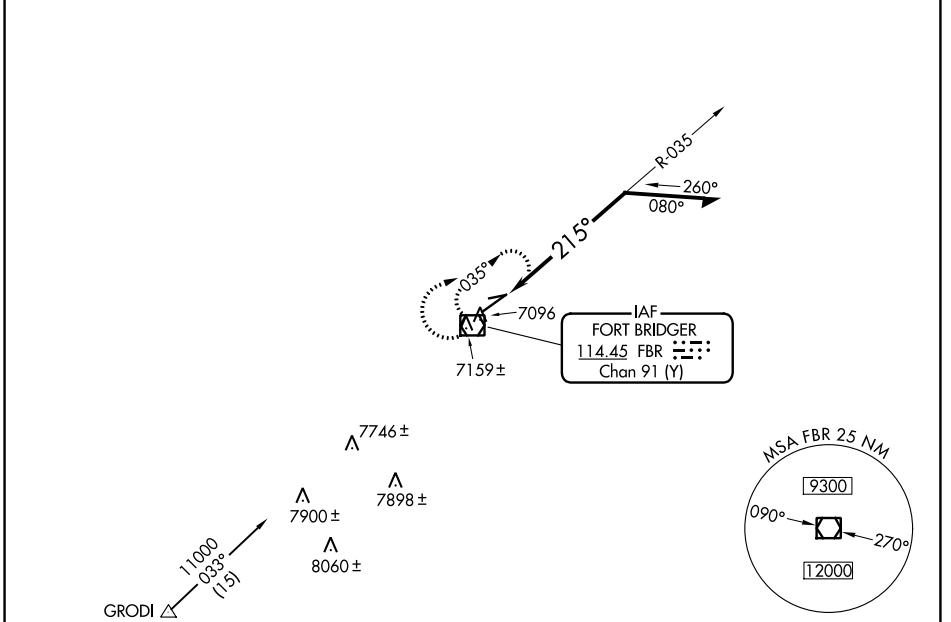 R-035
260°
080°
215°
035°
7096
7159±
IAF
FORT BRIDGER
114.45 FBR
Chan 91 (Y)
7746±
7898±
7900±
8060±
11000
033°
(15)
GRODI
MSA FBR 25 NM
9300
090°
270°
12000